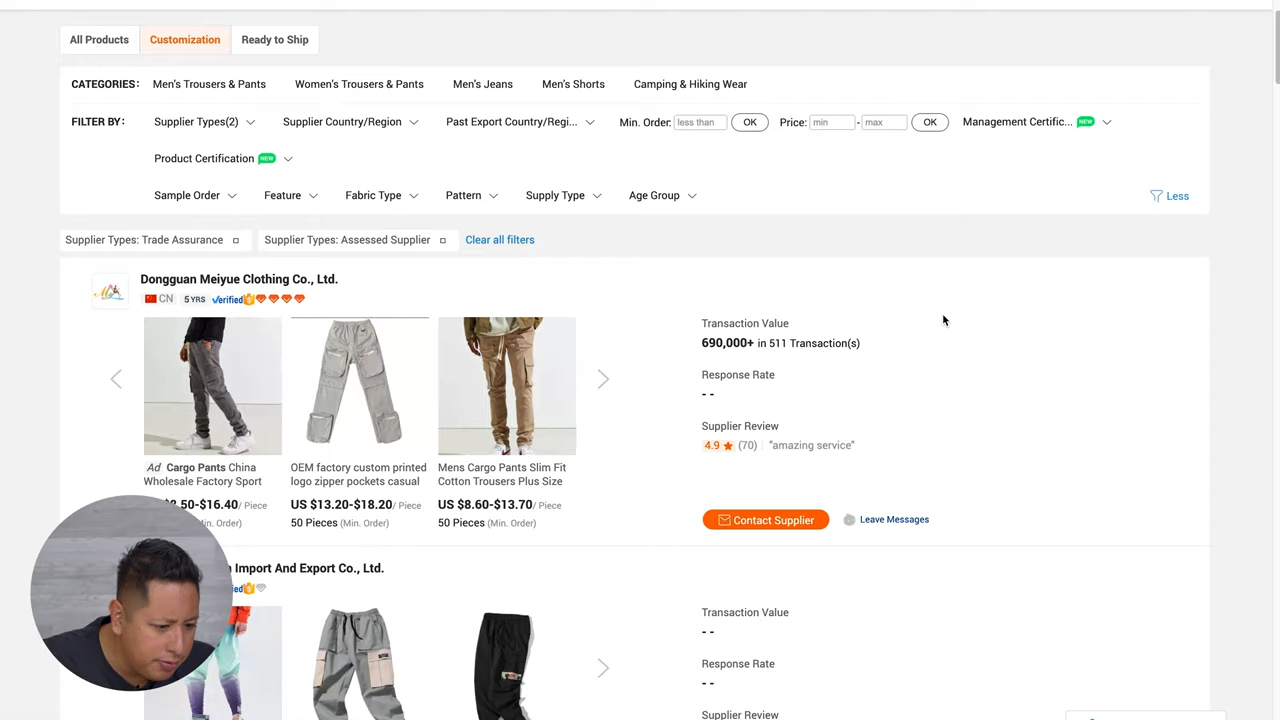 All Products
Customization
Ready to Ship
CATEGORIES:
Men's Trousers & Pants
Women's Trousers & Pants
Men's Jeans
Men's Shorts
Camping & Hiking Wear
FILTER BY:
Supplier Types(2)
Supplier Country/Region
Past Export Country/Regi...
Min. Order:
less than
OK
Price:
min
-
max
OK
Management Certific...
NEW
Product Certification
NEW
Sample Order
Feature
Fabric Type
Pattern
Supply Type
Age Group
Less
Supplier Types: Trade Assurance
Supplier Types: Assessed Supplier
Clear all filters
Dongguan Meiyue Clothing Co., Ltd.
CN
5 YRS
Verified
Transaction Value
690,000+ in 511 Transaction(s)
Response Rate
- -
Supplier Review
4.9 ★ (70) "amazing service"
Contact Supplier
Leave Messages
Ad Cargo Pants China
Wholesale Factory Sport
.50-$16.40/ Piece
Min. Order)
OEM factory custom printed
logo zipper pockets casual
US $13.20-$18.20/ Piece
50 Pieces (Min. Order)
Mens Cargo Pants Slim Fit
Cotton Trousers Plus Size
US $8.60-$13.70/ Piece
50 Pieces (Min. Order)
Import And Export Co., Ltd.
Transaction Value
- -
Response Rate
- -
Supplier Review